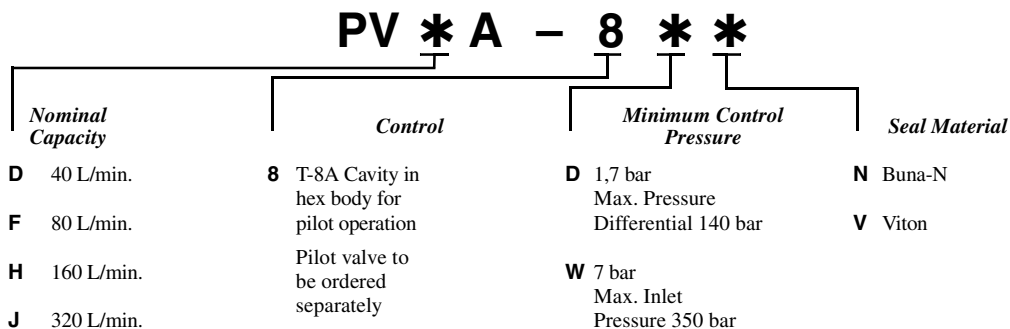 PV ✱ A – 8 ✱ ✱
Nominal
Capacity
D 40 L/min.
F 80 L/min.
H 160 L/min.
J 320 L/min.
Control
8 T-8A Cavity in
hex body for
pilot operation
Pilot valve to
be ordered
separately
Minimum Control
Pressure
D 1,7 bar
Max. Pressure
Differential 140 bar
W 7 bar
Max. Inlet
Pressure 350 bar
Seal Material
N Buna-N
V Viton